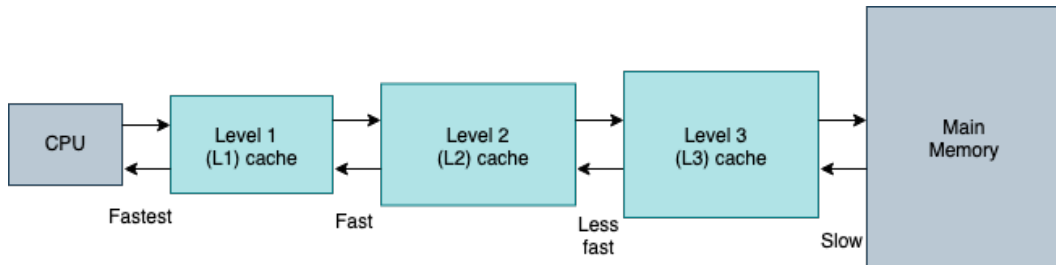 CPU
Level 1
(L1) cache
Level 2
(L2) cache
Level 3
(L3) cache
Main
Memory
Fastest
Fast
Less
fast
Slow